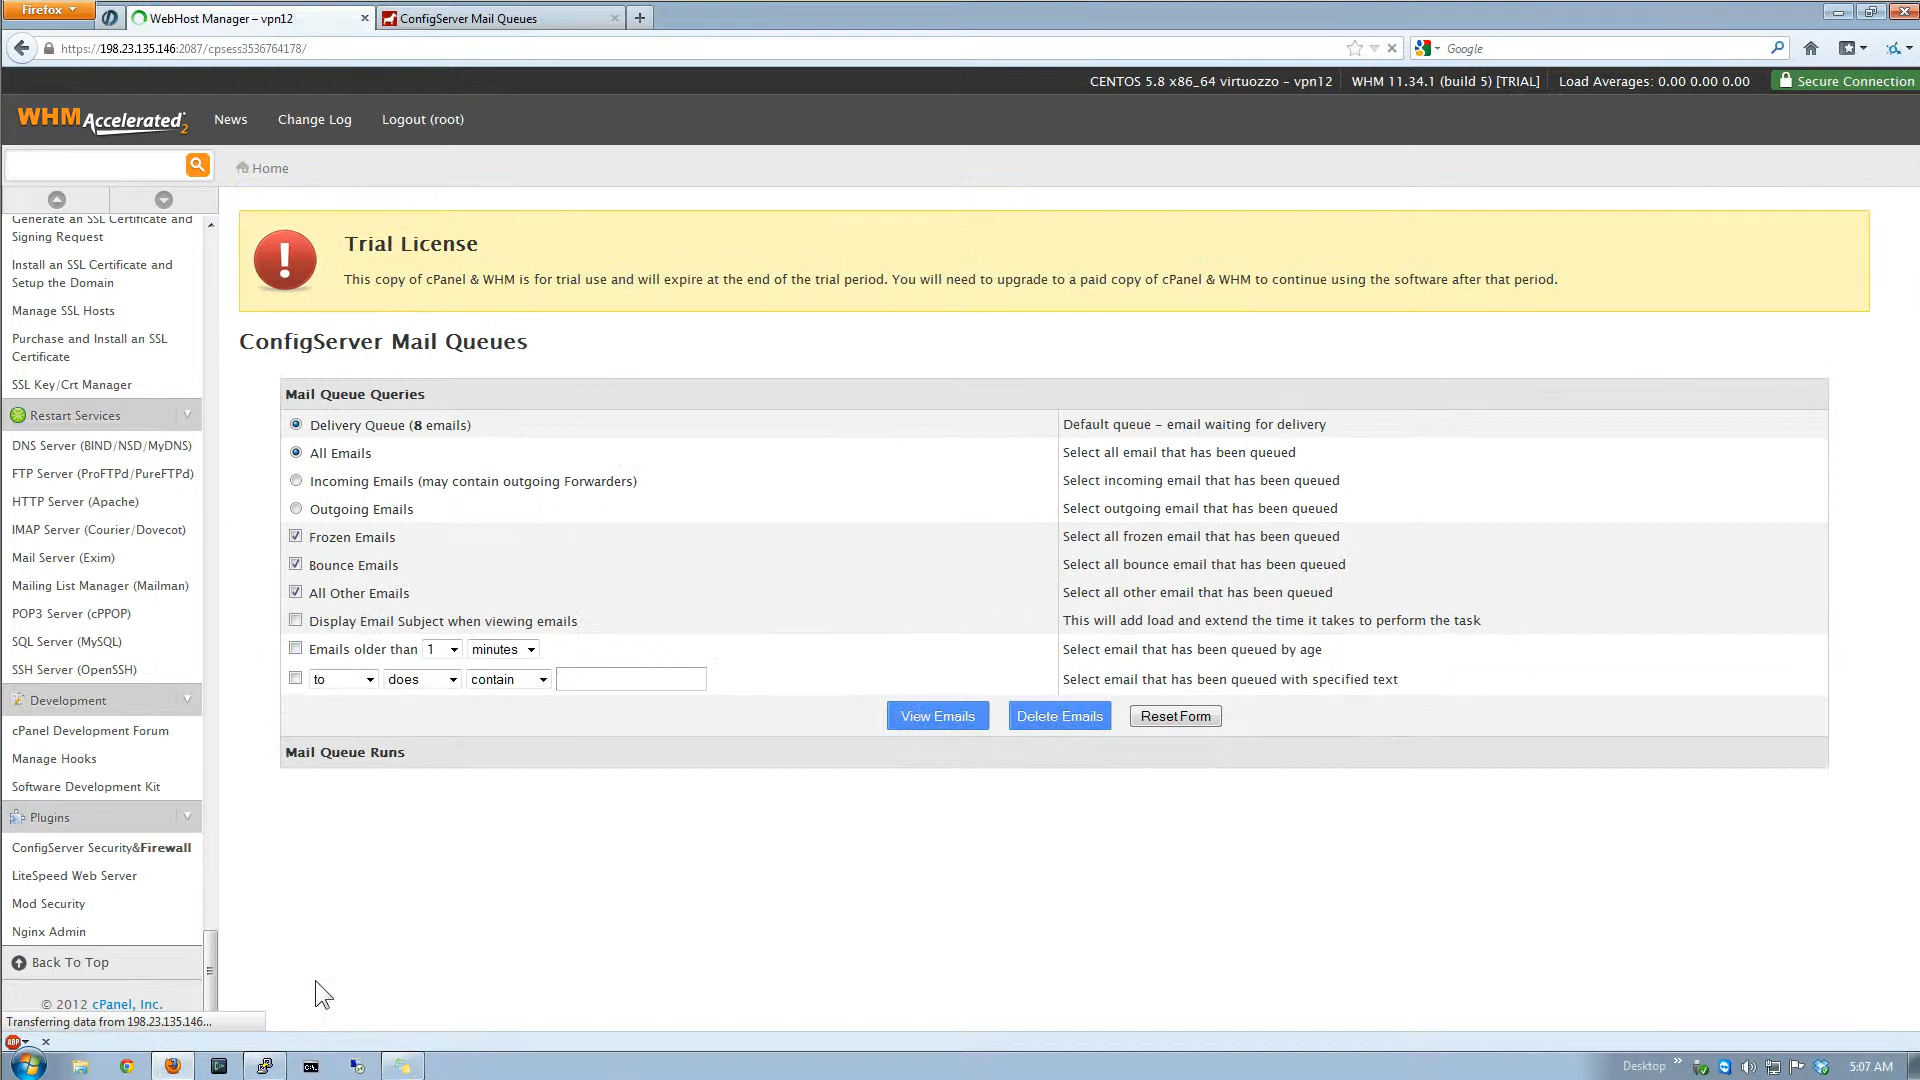 Firefox
WebHost Manager – vpn12
ConfigServer Mail Queues
https://198.23.135.146:2087/cpsess3536764178/
Google
CENTOS 5.8 x86_64 virtuozzo – vpn12
WHM 11.34.1 (build 5) [TRIAL]
Load Averages: 0.00 0.00 0.00
Secure Connection
WHM Accelerated2
News
Change Log
Logout (root)
Home
Generate an SSL Certificate and
Signing Request
Install an SSL Certificate and
Setup the Domain
Manage SSL Hosts
Purchase and Install an SSL
Certificate
SSL Key/Crt Manager
Restart Services
DNS Server (BIND/NSD/MyDNS)
FTP Server (ProFTPd/PureFTPd)
HTTP Server (Apache)
IMAP Server (Courier/Dovecot)
Mail Server (Exim)
Mailing List Manager (Mailman)
POP3 Server (cPPOP)
SQL Server (MySQL)
SSH Server (OpenSSH)
Development
cPanel Development Forum
Manage Hooks
Software Development Kit
Plugins
ConfigServer Security&Firewall
LiteSpeed Web Server
Mod Security
Nginx Admin
Back To Top
© 2012 cPanel, Inc.
Transferring data from 198.23.135.146...
Trial License
This copy of cPanel & WHM is for trial use and will expire at the end of the trial period. You will need to upgrade to a paid copy of cPanel & WHM to continue using the software after that period.
ConfigServer Mail Queues
Mail Queue Queries
Delivery Queue (8 emails)
Default queue – email waiting for delivery
All Emails
Select all email that has been queued
Incoming Emails (may contain outgoing Forwarders)
Select incoming email that has been queued
Outgoing Emails
Select outgoing email that has been queued
Frozen Emails
Select all frozen email that has been queued
Bounce Emails
Select all bounce email that has been queued
All Other Emails
Select all other email that has been queued
Display Email Subject when viewing emails
This will add load and extend the time it takes to perform the task
Emails older than 1 minutes
Select email that has been queued by age
to does contain
Select email that has been queued with specified text
View Emails
Delete Emails
Reset Form
Mail Queue Runs
ABP
Desktop
5:07 AM